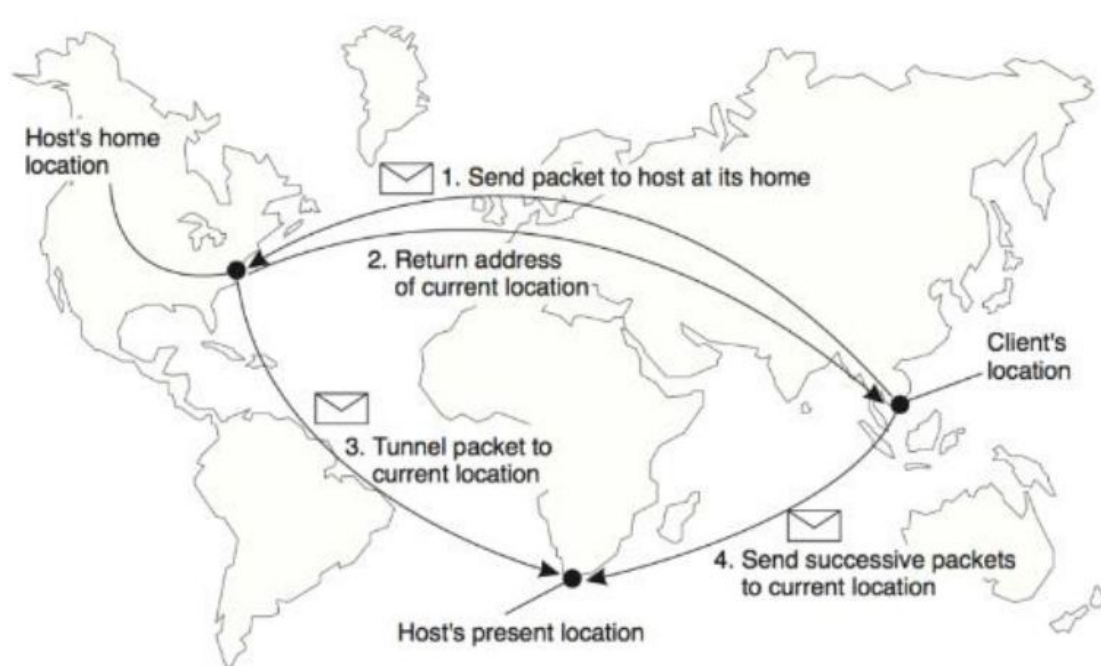 Host's home
location
1. Send packet to host at its home
2. Return address
of current location
Client's
location
3. Tunnel packet to
current location
4. Send successive packets
to current location
Host's present location